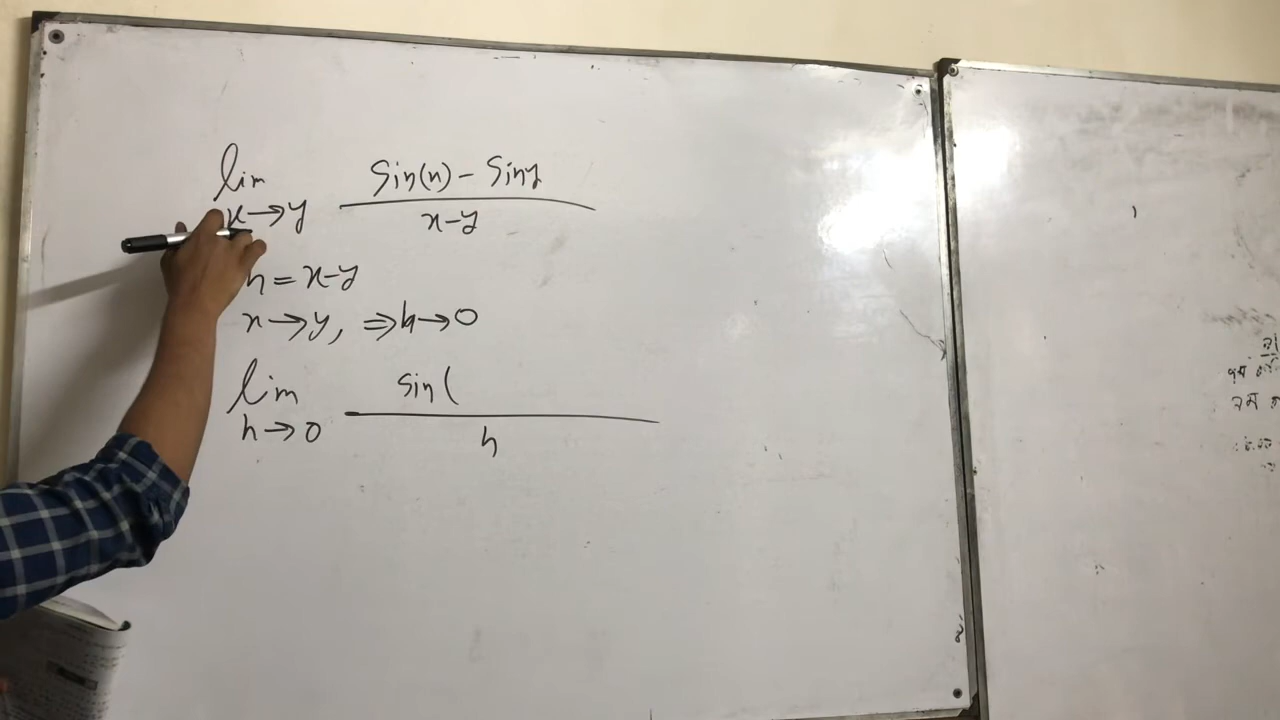 lim x→y (Sin(x) - Siny) / (x-y)
h = x-y
x→y, ⇒h→0
lim h→0 sin( / h